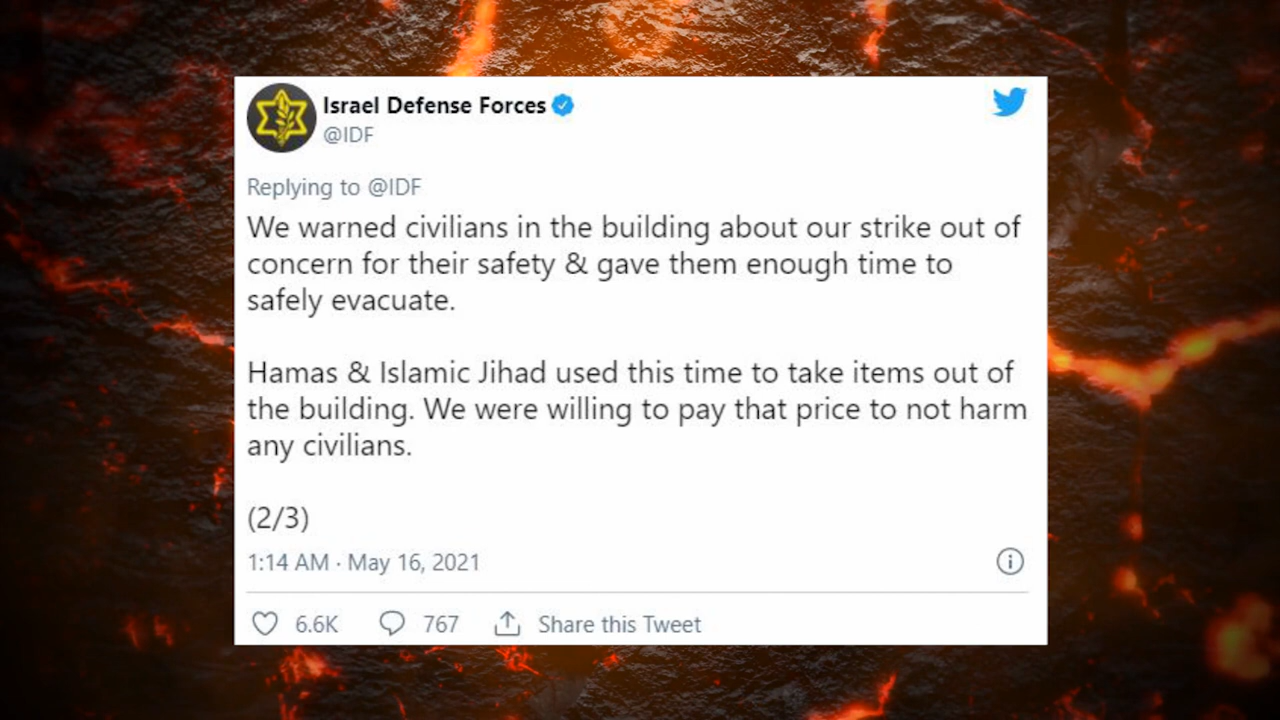 Israel Defense Forces
@IDF
Replying to @IDF
We warned civilians in the building about our strike out of
concern for their safety & gave them enough time to
safely evacuate.
Hamas & Islamic Jihad used this time to take items out of
the building. We were willing to pay that price to not harm
any civilians.
(2/3)
1:14 AM · May 16, 2021
6.6K 767 Share this Tweet